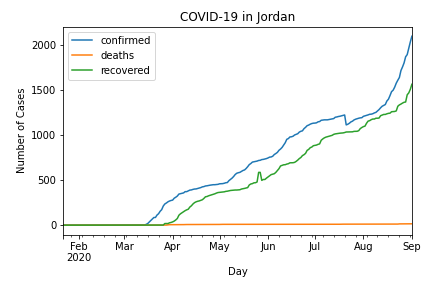 COVID-19 in Jordan
confirmed
deaths
recovered
Number of Cases
2000
1500
1000
500
0
Feb Mar Apr May Jun Jul Aug Sep
2020
Day